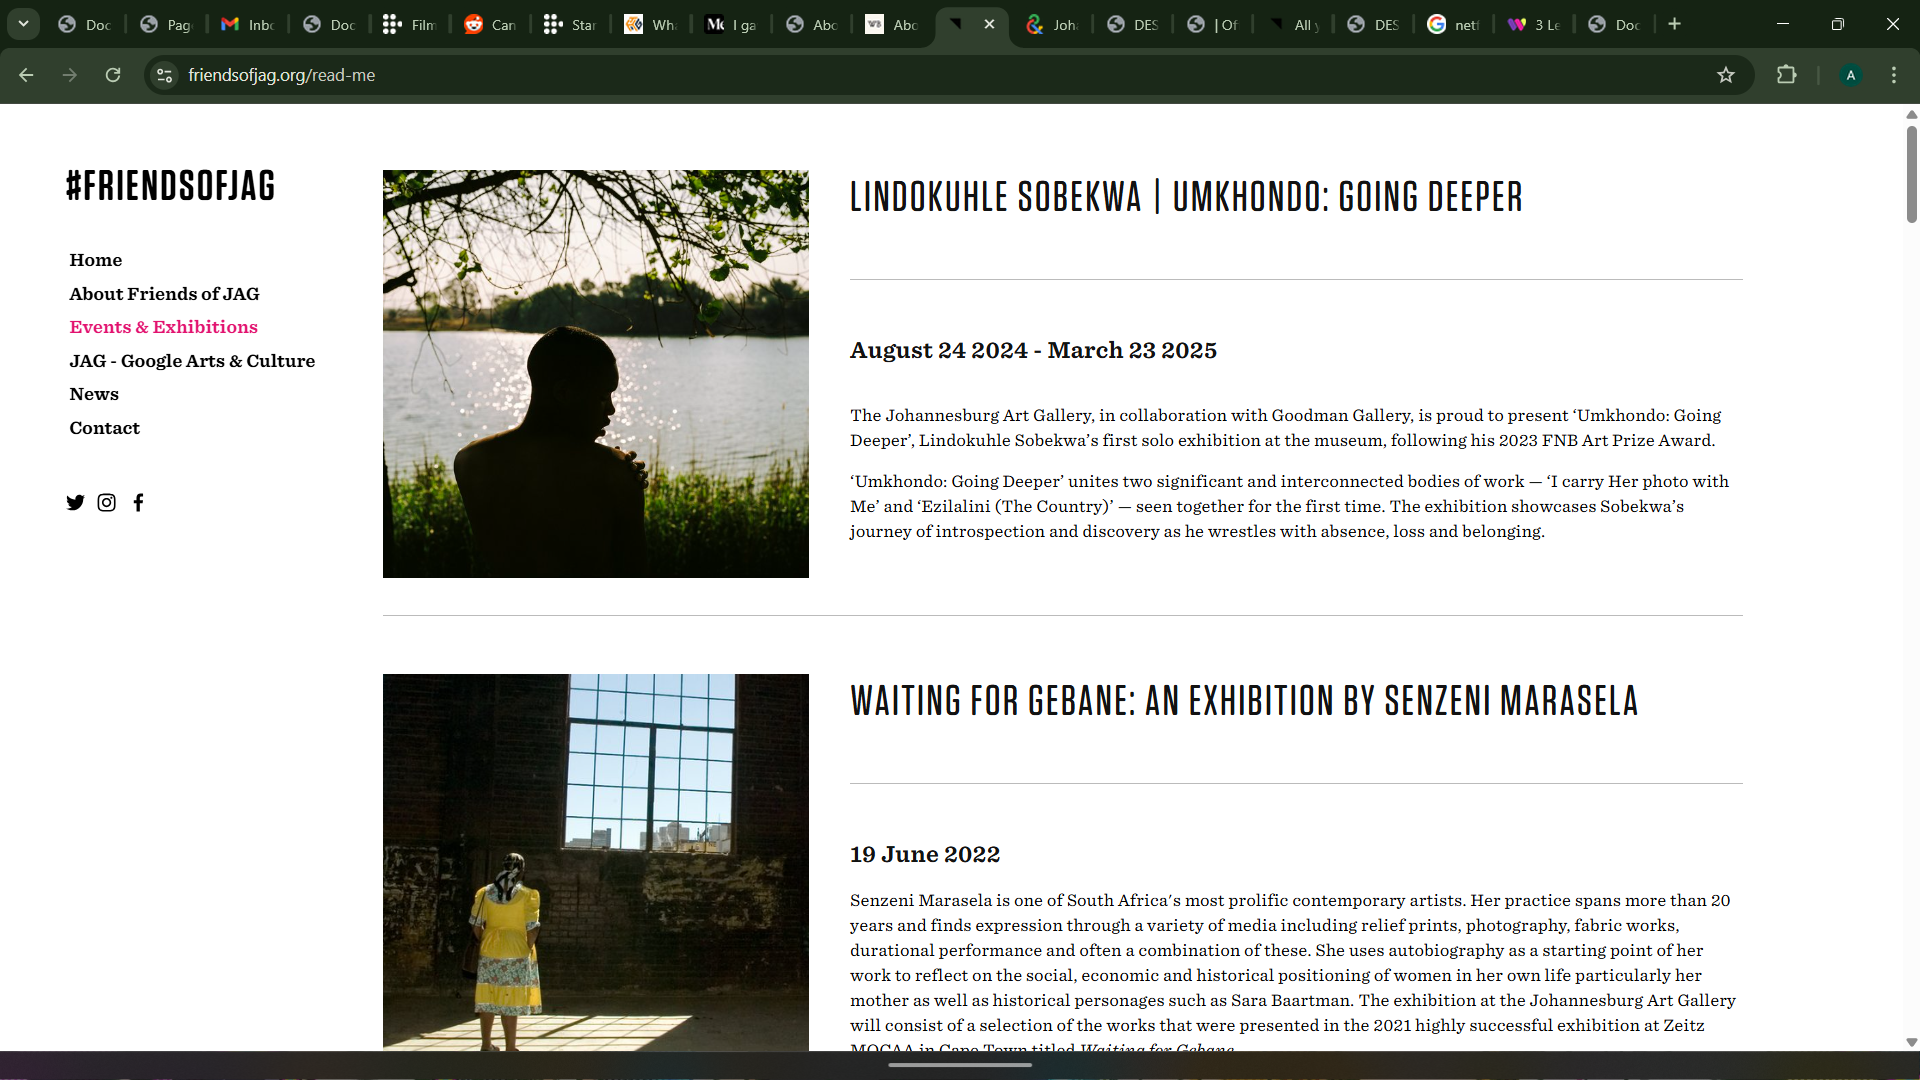 Doc
Pag
Inbo
Doc
Film
Can
Star
Wha
I ga
Abo
Abo
Joh
DES
| Of
All y
DES
netf
3 Le
Doc
friendsofjag.org/read-me
A
#FRIENDSOFJAG
Home
About Friends of JAG
Events & Exhibitions
JAG - Google Arts & Culture
News
Contact
LINDOKUHLE SOBEKWA | UMKHONDO: GOING DEEPER
August 24 2024 - March 23 2025
The Johannesburg Art Gallery, in collaboration with Goodman Gallery, is proud to present ‘Umkhondo: Going
Deeper’, Lindokuhle Sobekwa’s first solo exhibition at the museum, following his 2023 FNB Art Prize Award.
‘Umkhondo: Going Deeper’ unites two significant and interconnected bodies of work — ‘I carry Her photo with
Me’ and ‘Ezilalini (The Country)’ — seen together for the first time. The exhibition showcases Sobekwa’s
journey of introspection and discovery as he wrestles with absence, loss and belonging.
WAITING FOR GEBANE: AN EXHIBITION BY SENZENI MARASELA
19 June 2022
Senzeni Marasela is one of South Africa's most prolific contemporary artists. Her practice spans more than 20
years and finds expression through a variety of media including relief prints, photography, fabric works,
durational performance and often a combination of these. She uses autobiography as a starting point of her
work to reflect on the social, economic and historical positioning of women in her own life particularly her
mother as well as historical personages such as Sara Baartman. The exhibition at the Johannesburg Art Gallery
will consist of a selection of the works that were presented in the 2021 highly successful exhibition at Zeitz
MOCAA in Cape Town titled Waiting for Gebane.